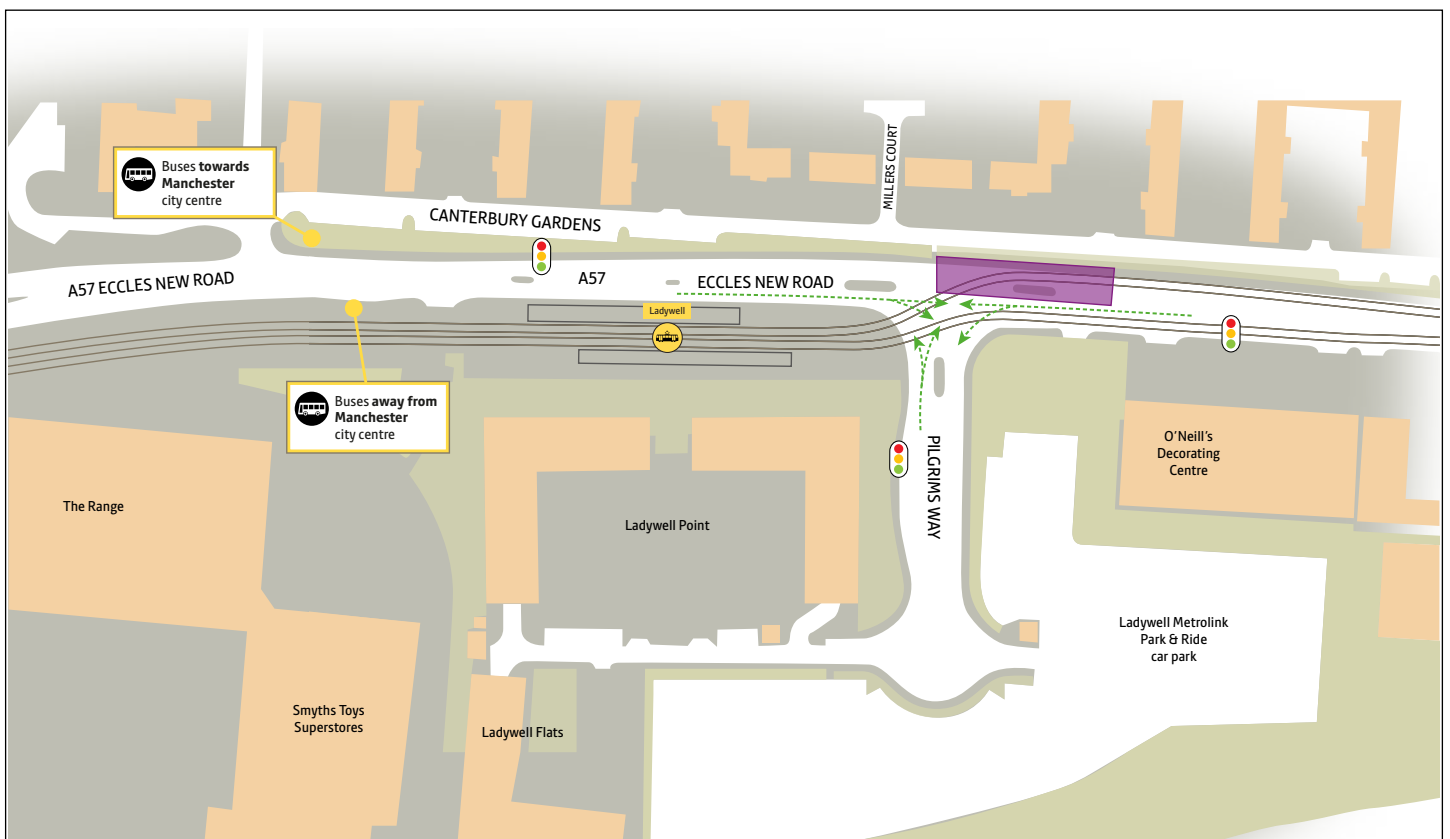 MILLERS COURT
Buses towards
Manchester
city centre
CANTERBURY GARDENS
A57 ECCLES NEW ROAD
A57
ECCLES NEW ROAD
Ladywell
Buses away from
Manchester
city centre
PILGRIMS WAY
O'Neill's
Decorating
Centre
The Range
Ladywell Point
Ladywell Metrolink
Park & Ride
car park
Smyths Toys
Superstores
Ladywell Flats